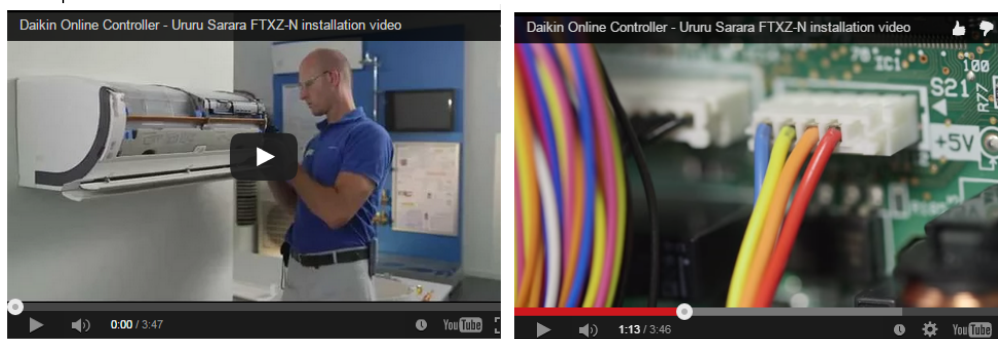 Daikin Online Controller - Ururu Sarara FTXZ-N installation video
0:00 / 3:47
YouTube
Daikin Online Controller - Ururu Sarara FTXZ-N installation video
IC1
100
S21
R77
+5V
1:13 / 3:46
YouTube